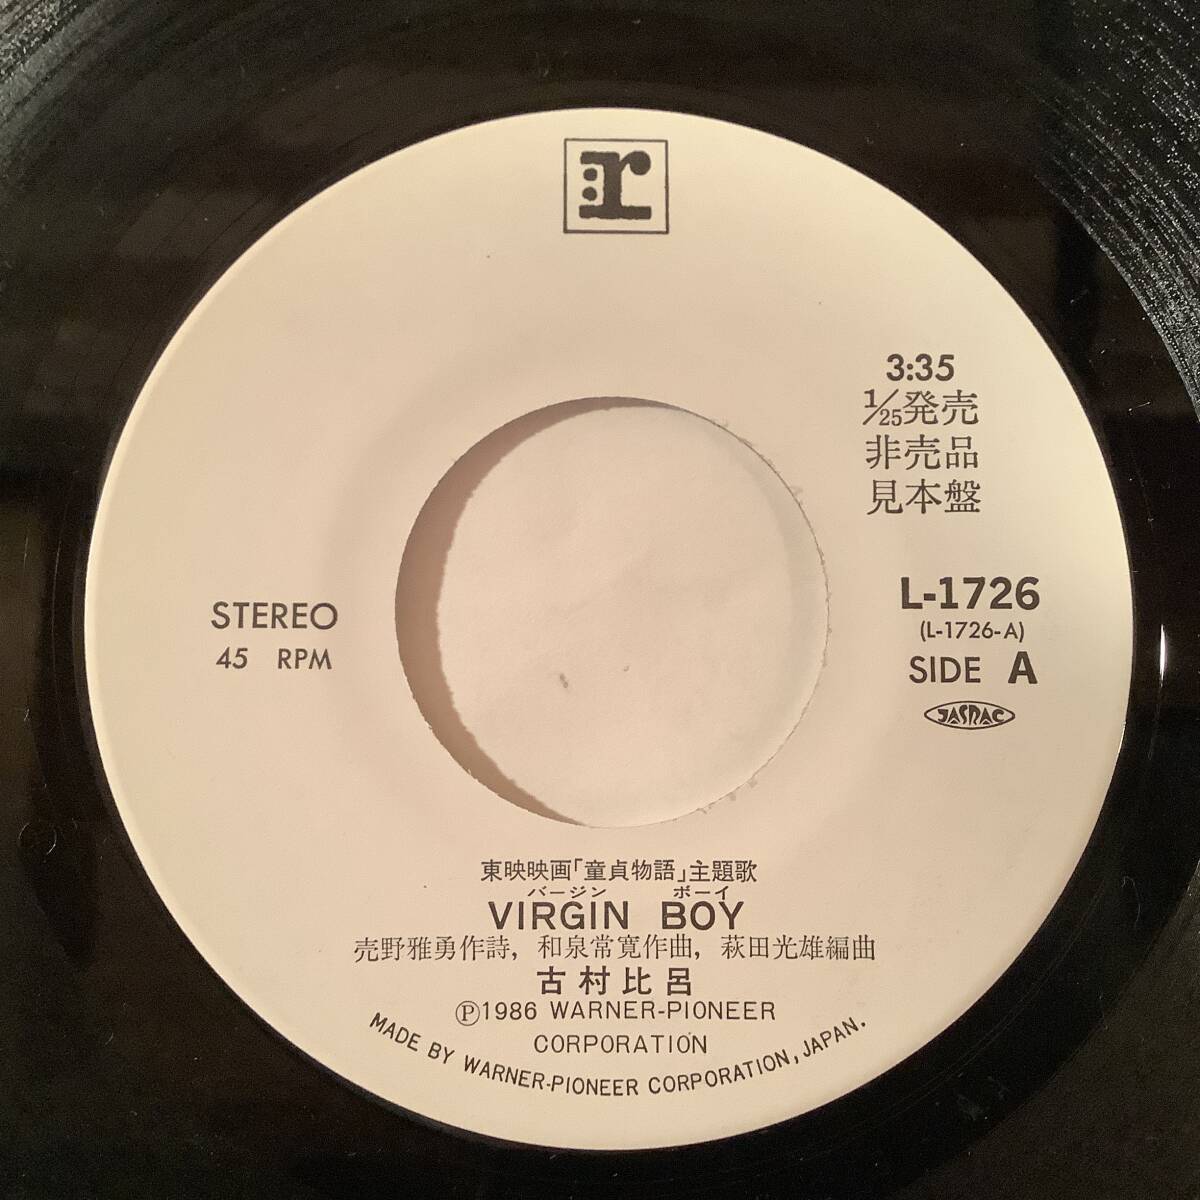 r
3:35
1/25発売
非売品
見本盤
STEREO
45 RPM
L-1726
(L-1726-A)
SIDE A
JASRAC
東映映画「童貞物語」主題歌
バージン ボーイ
VIRGIN BOY
売野雅勇作詩, 和泉常寛作曲, 萩田光雄編曲
古村比呂
Ⓟ1986 WARNER-PIONEER
CORPORATION
MADE BY WARNER-PIONEER CORPORATION, JAPAN.